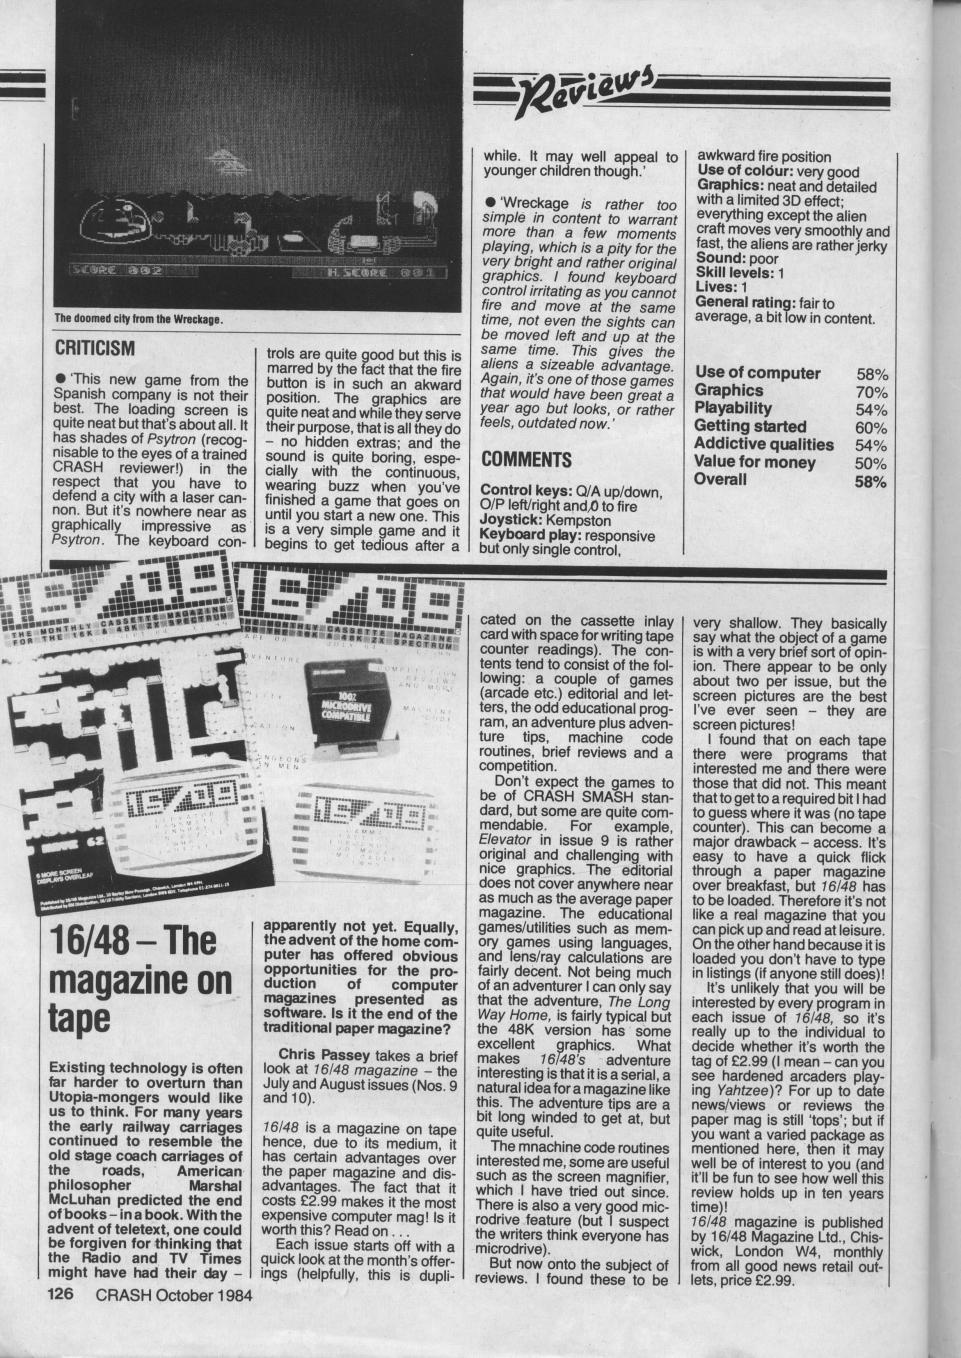 Reviews
SCORE 002
H.SCORE 001
The doomed city from the Wreckage.
CRITICISM
● 'This new game from the
Spanish company is not their
best. The loading screen is
quite neat but that's about all. It
has shades of Psytron (recog-
nisable to the eyes of a trained
CRASH reviewer!) in the
respect that you have to
defend a city with a laser can-
non. But it's nowhere near as
graphically impressive as
Psytron. The keyboard con-
trols are quite good but this is
marred by the fact that the fire
button is in such an akward
position. The graphics are
quite neat and while they serve
their purpose, that is all they do
– no hidden extras; and the
sound is quite boring, espe-
cially with the continuous,
wearing buzz when you've
finished a game that goes on
until you start a new one. This
is a very simple game and it
begins to get tedious after a
while. It may well appeal to
younger children though.'
● 'Wreckage is rather too
simple in content to warrant
more than a few moments
playing, which is a pity for the
very bright and rather original
graphics. I found keyboard
control irritating as you cannot
fire and move at the same
time, not even the sights can
be moved left and up at the
same time. This gives the
aliens a sizeable advantage.
Again, it's one of those games
that would have been great a
year ago but looks, or rather
feels, outdated now.'
COMMENTS
Control keys: Q/A up/down,
O/P left/right and 0 to fire
Joystick: Kempston
Keyboard play: responsive
but only single control,
awkward fire position
Use of colour: very good
Graphics: neat and detailed
with a limited 3D effect;
everything except the alien
craft moves very smoothly and
fast, the aliens are rather jerky
Sound: poor
Skill levels: 1
Lives: 1
General rating: fair to
average, a bit low in content.
Use of computer 58%
Graphics 70%
Playability 54%
Getting started 60%
Addictive qualities 54%
Value for money 50%
Overall 58%
16/48
THE MONTHLY CASSETTE MAGAZINE
FOR THE 16K & 48K ZX SPECTRUM
16/48
CASSETTE MAGAZINE
SPECTRUM
100%
MICRODRIVE
COMPATIBLE
MACHINE
CODE
16/48
16/48
6 MORE SCREEN
DISPLAYS OVERLEAF
16/48 – The
magazine on
tape
Existing technology is often
far harder to overturn than
Utopia-mongers would like
us to think. For many years
the early railway carriages
continued to resemble the
old stage coach carriages of
the roads, American
philosopher Marshal
McLuhan predicted the end
of books – in a book. With the
advent of teletext, one could
be forgiven for thinking that
the Radio and TV Times
might have had their day –
apparently not yet. Equally,
the advent of the home com-
puter has offered obvious
opportunities for the pro-
duction of computer
magazines presented as
software. Is it the end of the
traditional paper magazine?
Chris Passey takes a brief
look at 16/48 magazine – the
July and August issues (Nos. 9
and 10).
16/48 is a magazine on tape
hence, due to its medium, it
has certain advantages over
the paper magazine and dis-
advantages. The fact that it
costs £2.99 makes it the most
expensive computer mag! Is it
worth this? Read on . . .
Each issue starts off with a
quick look at the month's offer-
ings (helpfully, this is dupli-
cated on the cassette inlay
card with space for writing tape
counter readings). The con-
tents tend to consist of the fol-
lowing: a couple of games
(arcade etc.) editorial and let-
ters, the odd educational prog-
ram, an adventure plus adven-
ture tips, machine code
routines, brief reviews and a
competition.
Don't expect the games to
be of CRASH SMASH stan-
dard, but some are quite com-
mendable. For example,
Elevator in issue 9 is rather
original and challenging with
nice graphics. The editorial
does not cover anywhere near
as much as the average paper
magazine. The educational
games/utilities such as mem-
ory games using languages,
and lens/ray calculations are
fairly decent. Not being much
of an adventurer I can only say
that the adventure, The Long
Way Home, is fairly typical but
the 48K version has some
excellent graphics. What
makes 16/48's adventure
interesting is that it is a serial, a
natural idea for a magazine like
this. The adventure tips are a
bit long winded to get at, but
quite useful.
The mnachine code routines
interested me, some are useful
such as the screen magnifier,
which I have tried out since.
There is also a very good mic-
rodrive feature (but I suspect
the writers think everyone has
microdrive).
But now onto the subject of
reviews. I found these to be
very shallow. They basically
say what the object of a game
is with a very brief sort of opin-
ion. There appear to be only
about two per issue, but the
screen pictures are the best
I've ever seen – they are
screen pictures!
I found that on each tape
there were programs that
interested me and there were
those that did not. This meant
that to get to a required bit I had
to guess where it was (no tape
counter). This can become a
major drawback – access. It's
easy to have a quick flick
through a paper magazine
over breakfast, but 16/48 has
to be loaded. Therefore it's not
like a real magazine that you
can pick up and read at leisure.
On the other hand because it is
loaded you don't have to type
in listings (if anyone still does)!
It's unlikely that you will be
interested by every program in
each issue of 16/48, so it's
really up to the individual to
decide whether it's worth the
tag of £2.99 (I mean – can you
see hardened arcaders play-
ing Yahtzee)? For up to date
news/views or reviews the
paper mag is still 'tops'; but if
you want a varied package as
mentioned here, then it may
well be of interest to you (and
it'll be fun to see how well this
review holds up in ten years
time)!
16/48 magazine is published
by 16/48 Magazine Ltd., Chis-
wick, London W4, monthly
from all good news retail out-
lets, price £2.99.
126 CRASH October 1984